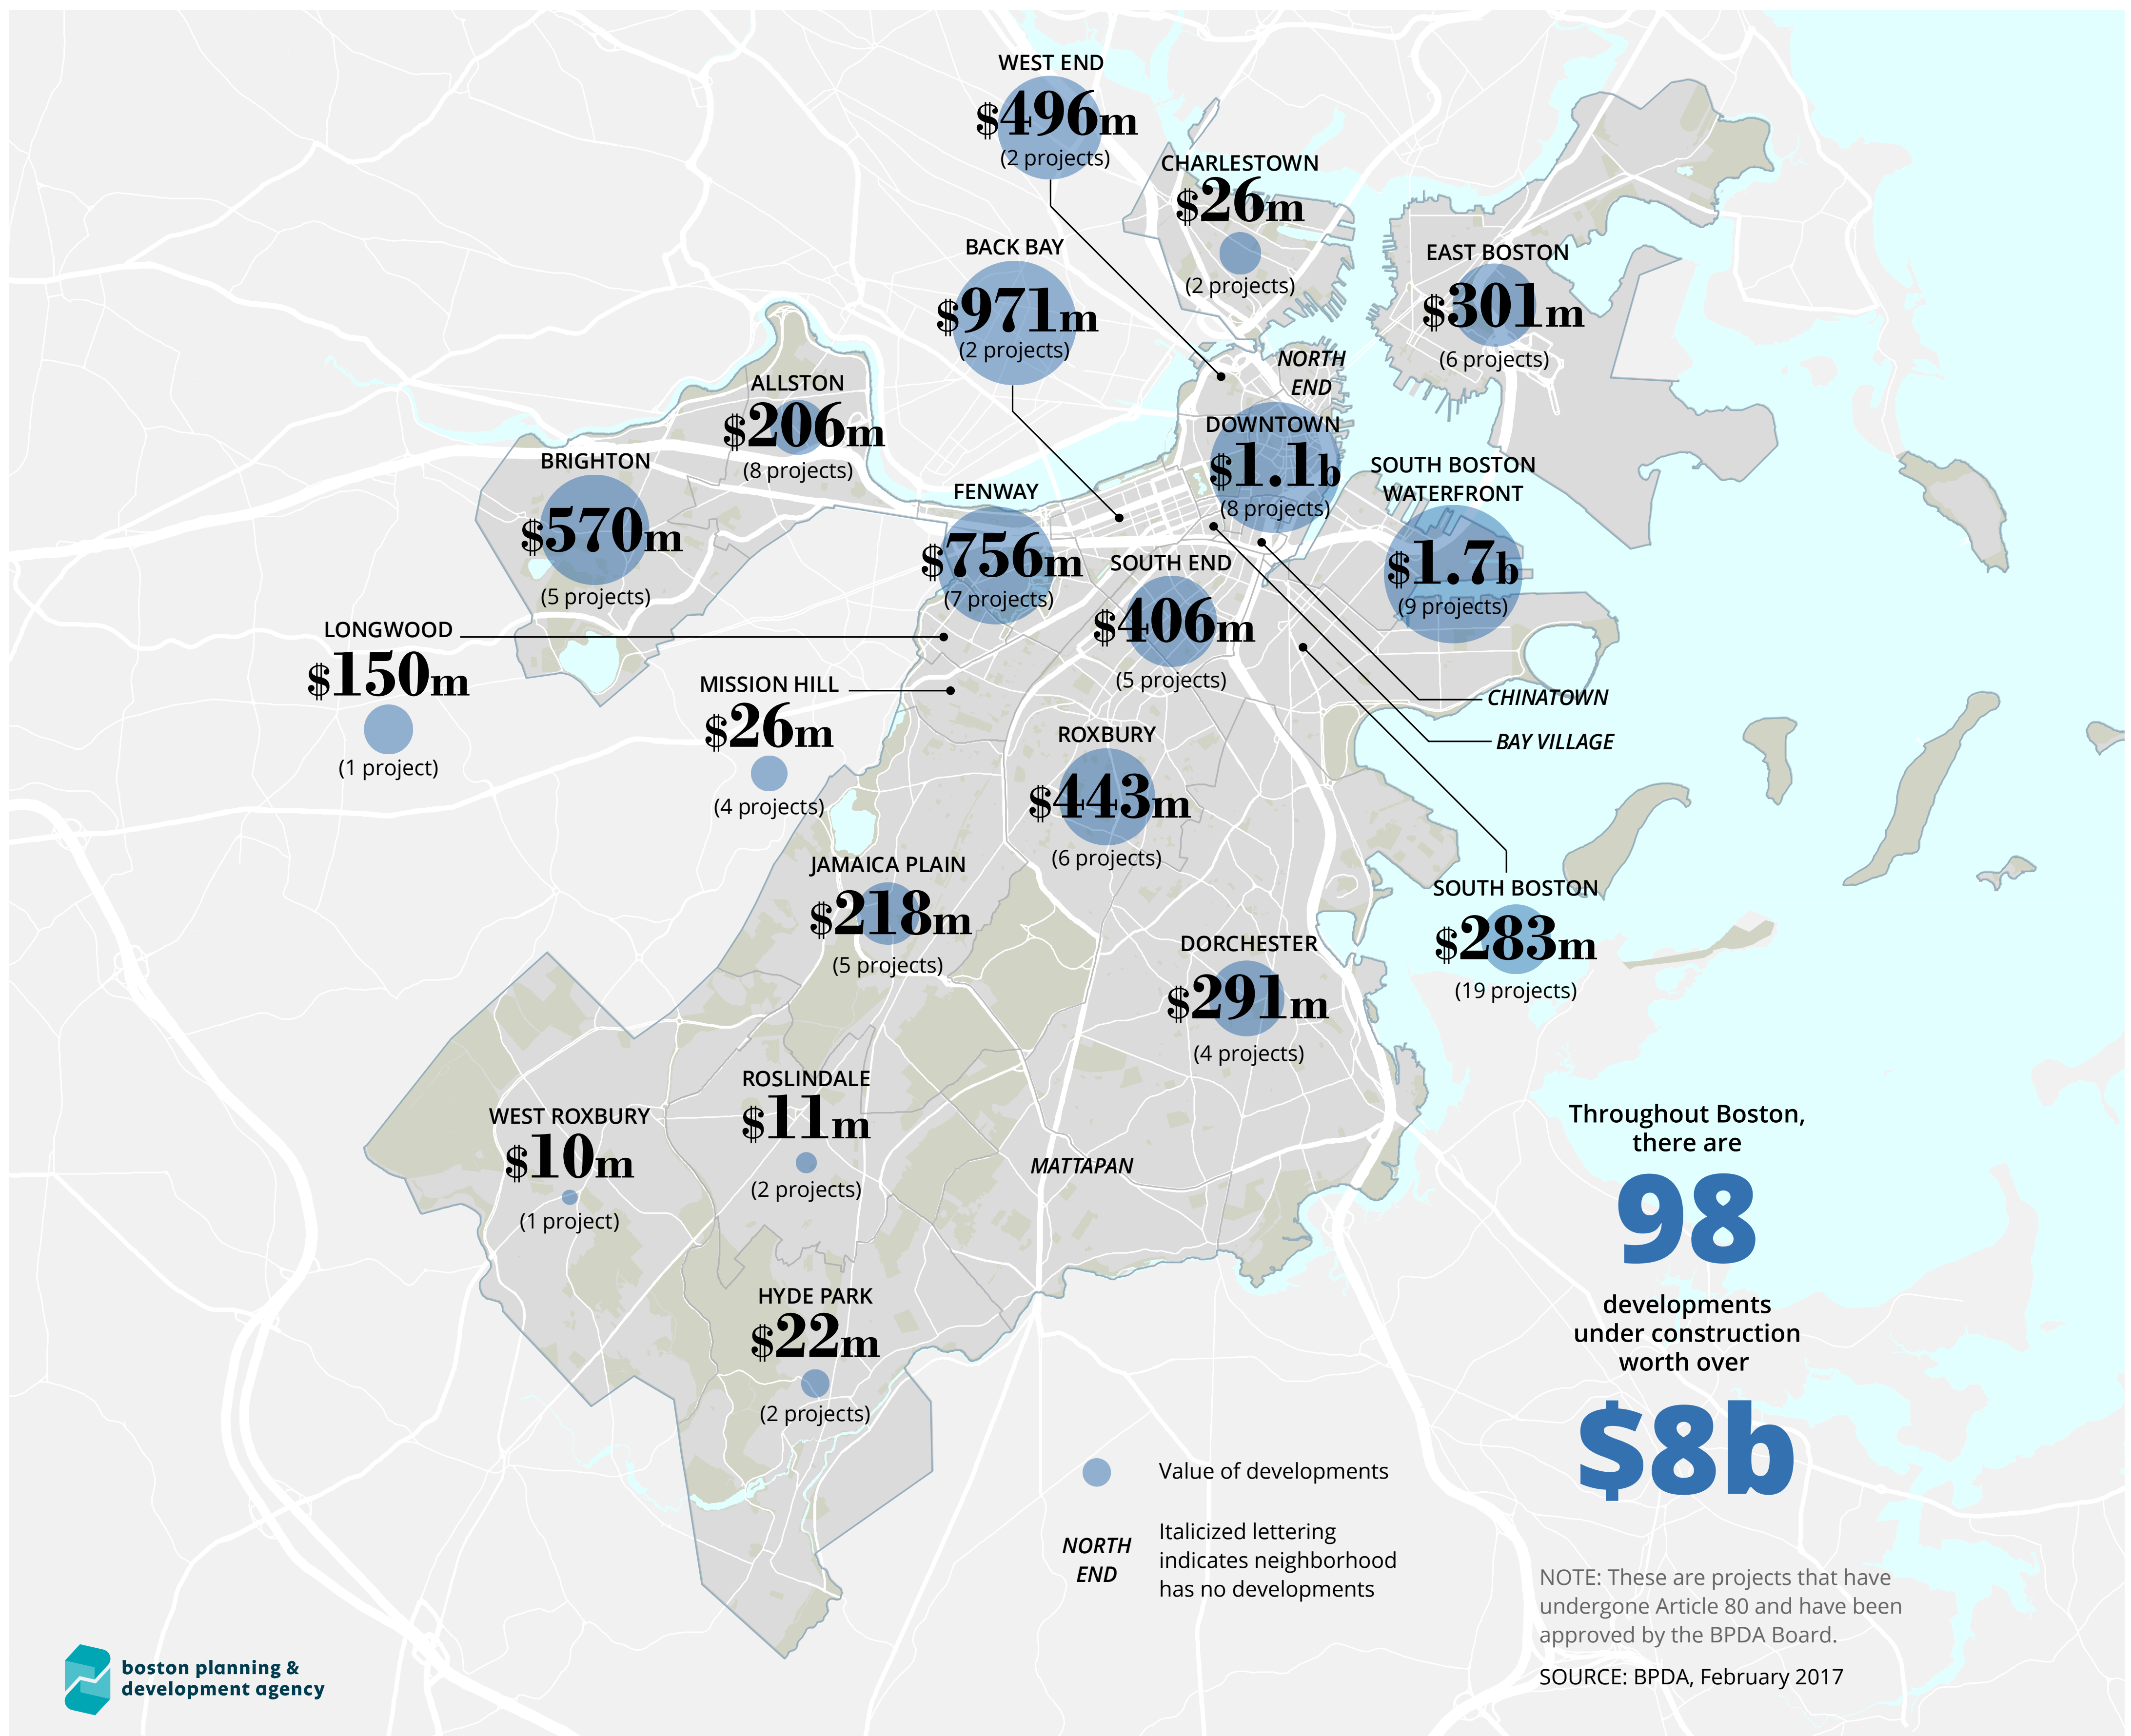 WEST END
$496m
(2 projects)
CHARLESTOWN
$26m
(2 projects)
BACK BAY
$971m
(2 projects)
EAST BOSTON
$301m
(6 projects)
NORTH
END
ALLSTON
$206m
(8 projects)
DOWNTOWN
$1.1b
(8 projects)
BRIGHTON
$570m
(5 projects)
SOUTH BOSTON
WATERFRONT
$1.7b
(9 projects)
FENWAY
$756m
(7 projects)
SOUTH END
$406m
(5 projects)
LONGWOOD
$150m
(1 project)
MISSION HILL
$26m
(4 projects)
CHINATOWN
BAY VILLAGE
ROXBURY
$443m
(6 projects)
JAMAICA PLAIN
$218m
(5 projects)
SOUTH BOSTON
$283m
(19 projects)
DORCHESTER
$291m
(4 projects)
ROSLINDALE
$11m
(2 projects)
WEST ROXBURY
$10m
(1 project)
MATTAPAN
HYDE PARK
$22m
(2 projects)
Throughout Boston,
there are
98
developments
under construction
worth over
$8b
Value of developments
NORTH
END
Italicized lettering
indicates neighborhood
has no developments
NOTE: These are projects that have
undergone Article 80 and have been
approved by the BPDA Board.
SOURCE: BPDA, February 2017
boston planning &
development agency